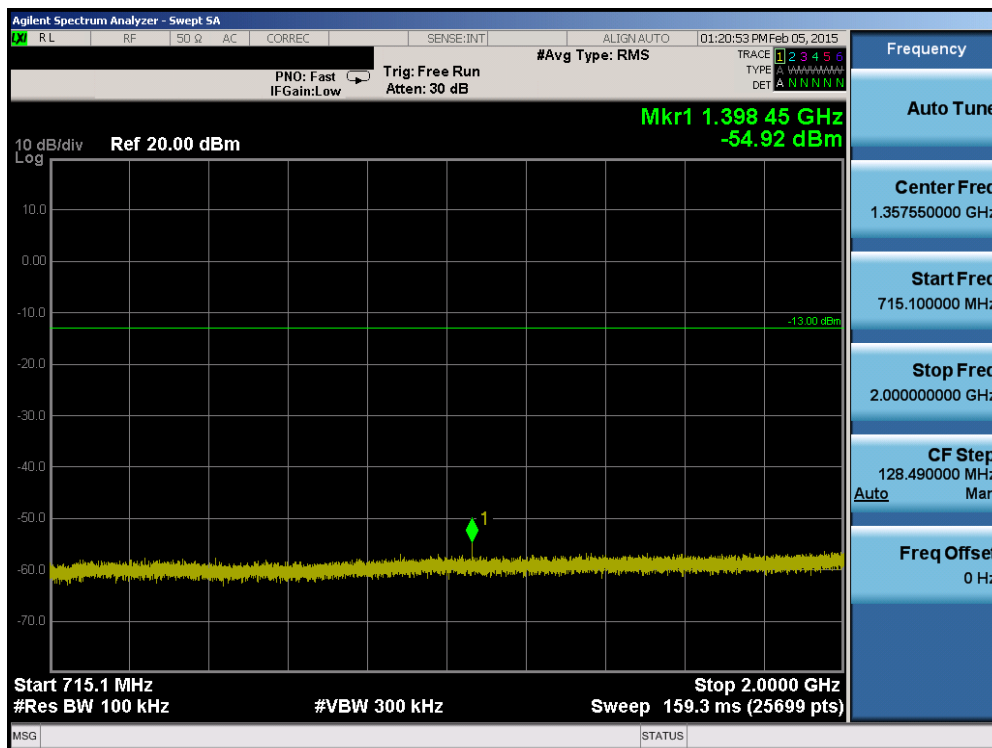 Agilent Spectrum Analyzer - Swept SA
LXI RL RF 50 Ω AC CORREC SENSE:INT ALIGN AUTO 01:20:53 PM Feb 05, 2015
#Avg Type: RMS TRACE 1 2 3 4 5 6
PNO: Fast Trig: Free Run TYPE A WWWWW
IFGain:Low Atten: 30 dB DET A N N N N N
Mkr1 1.398 45 GHz
-54.92 dBm
10 dB/div Ref 20.00 dBm
Log
10.0
0.00
-10.0
-13.00 dBm
-20.0
-30.0
-40.0
-50.0
1
-60.0
-70.0
Start 715.1 MHz Stop 2.0000 GHz
#Res BW 100 kHz #VBW 300 kHz Sweep 159.3 ms (25699 pts)
MSG STATUS
Frequency
Auto Tune
Center Freq
1.357550000 GHz
Start Freq
715.100000 MHz
Stop Freq
2.000000000 GHz
CF Step
128.490000 MHz
Auto Man
Freq Offset
0 Hz